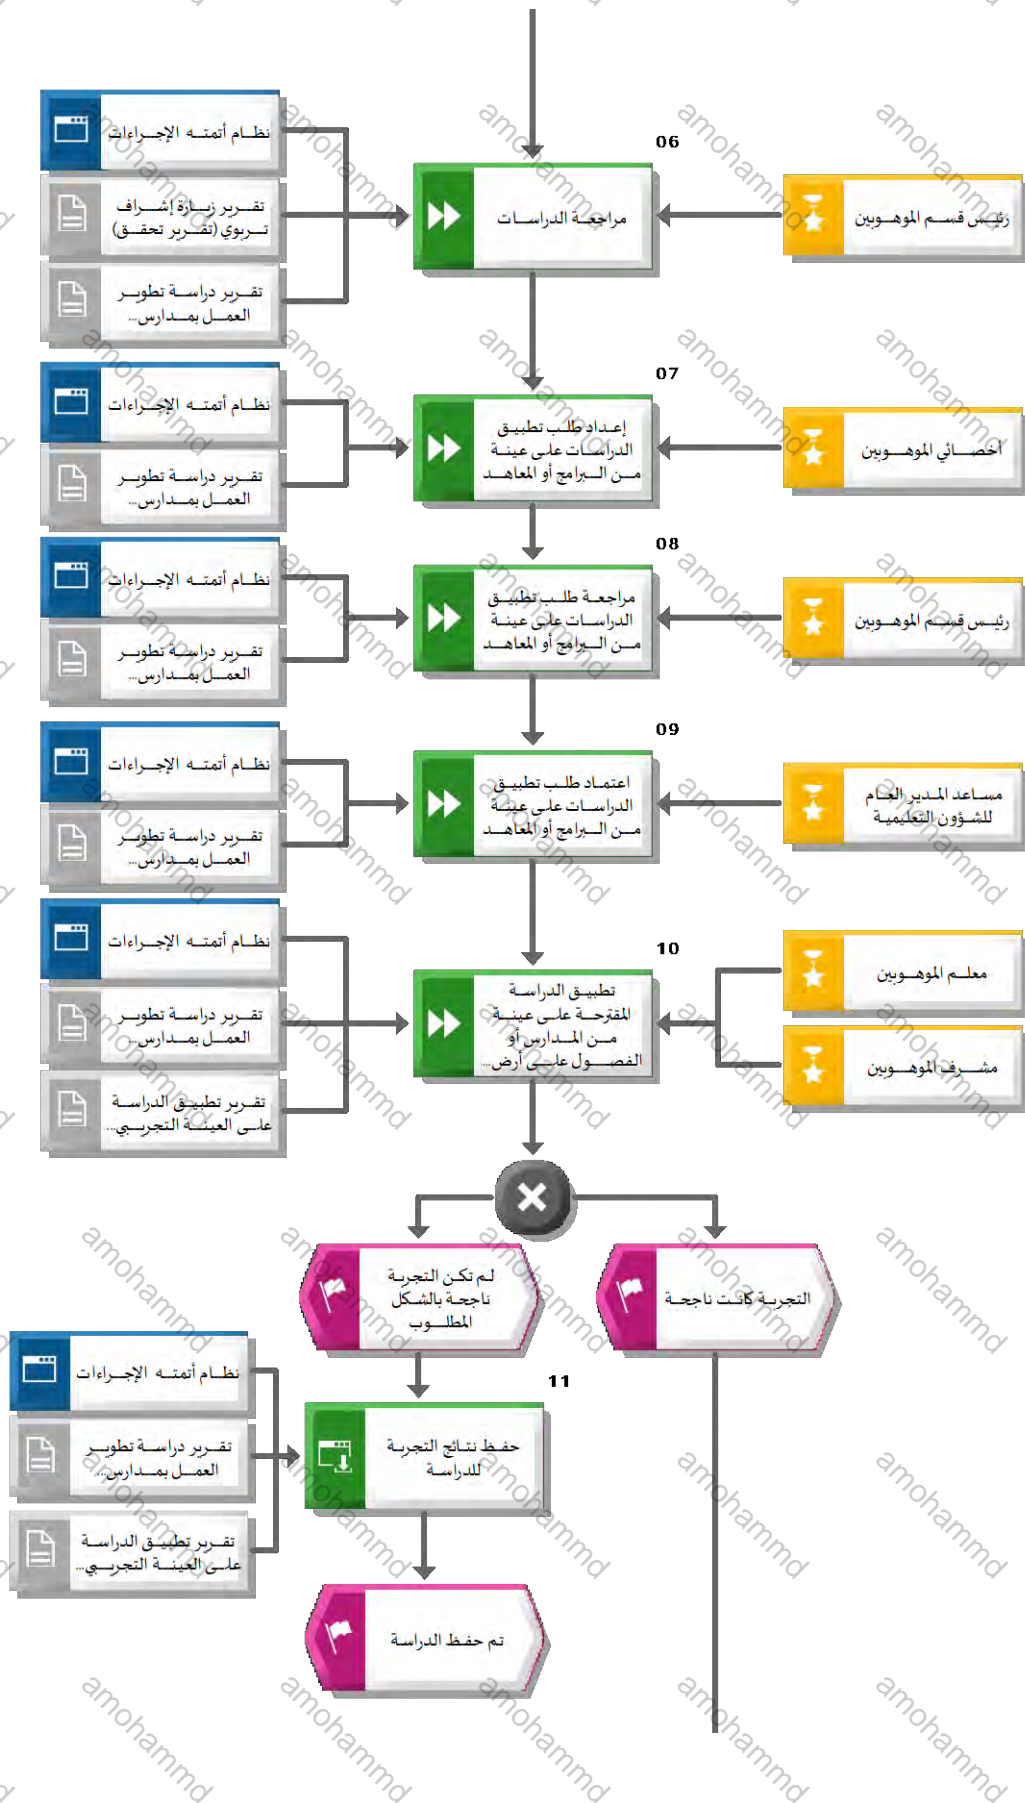 06
نظام أتمته الإجراءات
تقرير زيارة إشراف
تربوي (تقرير تحقق)
تقرير دراسة تطوير
العمل بمدارس...
مراجعة الدراسات
رئيس قسم الموهوبين
07
نظام أتمته الإجراءات
تقرير دراسة تطوير
العمل بمدارس...
إعداد طلب تطبيق
الدراسات على عينة
من البرامج أو المعاهد
أخصائي الموهوبين
08
نظام أتمته الإجراءات
تقرير دراسة تطوير
العمل بمدارس...
مراجعة طلب تطبيق
الدراسات على عينة
من البرامج أو المعاهد
رئيس قسم الموهوبين
09
نظام أتمته الإجراءات
تقرير دراسة تطوير
العمل بمدارس...
اعتماد طلب تطبيق
الدراسات على عينة
من البرامج أو المعاهد
مساعد المدير العام
للشؤون التعليمية
10
نظام أتمته الإجراءات
تقرير دراسة تطوير
العمل بمدارس...
تقرير تطبيق الدراسة
على العينة التجريبي...
تطبيق الدراسة
المقترحة على عينة
من المدارس أو
الفصول على أرض...
معلم الموهوبين
مشرف الموهوبين
لم تكن التجربة
ناجحة بالشكل
المطلوب
التجربة كانت ناجحة
11
نظام أتمته الإجراءات
تقرير دراسة تطوير
العمل بمدارس...
تقرير تطبيق الدراسة
على العينة التجريبي...
حفظ نتائج التجربة
للدراسة
تم حفظ الدراسة
amohammd